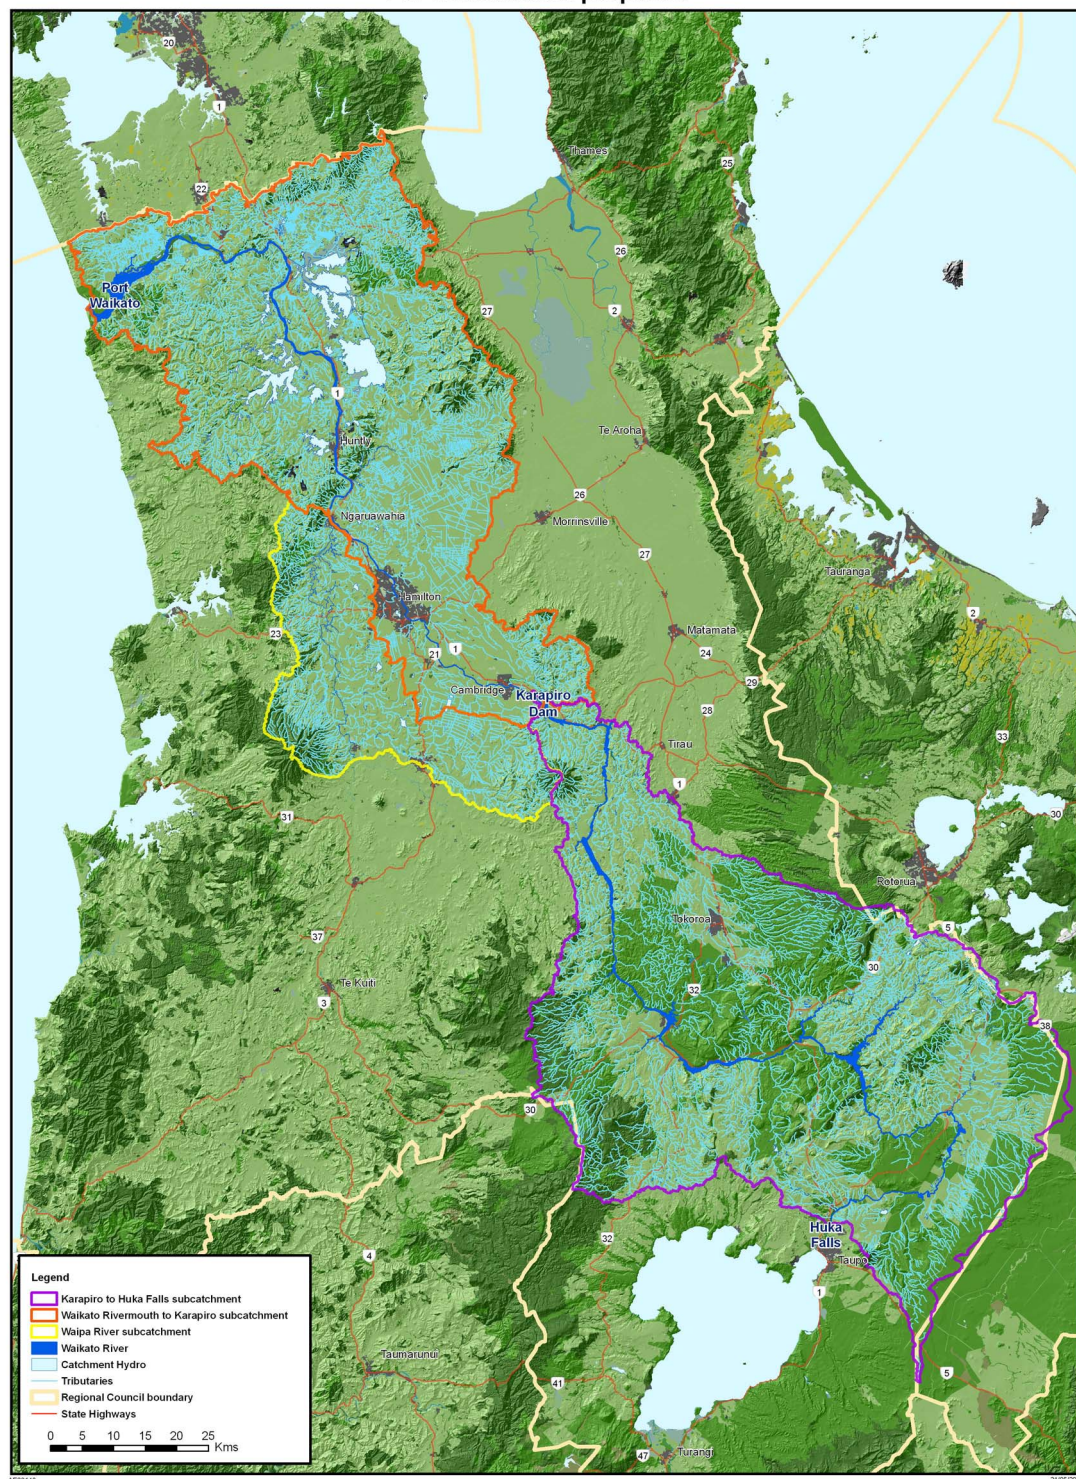 20
1
22
Thames
25
26
27
2
Port
Waikato
1
Te Aroha
Huntly
26
Morrinsville
Ngaruawahia
27
Tauranga
Hamilton
2
23
Matamata
21
1
24
Cambridge
29
Karapiro
Dam
28
33
Tirau
1
31
30
Rotorua
Tokoroa
5
37
30
32
Te Kuiti
3
38
30
Huka
Falls
32
Taupo
4
1
Taumarunui
41
5
47
Turangi
Legend
Karapiro to Huka Falls subcatchment
Waikato Rivermouth to Karapiro subcatchment
Waipa River subcatchment
Waikato River
Catchment Hydro
Tributaries
Regional Council boundary
State Highways
0 5 10 15 20 25
Kms